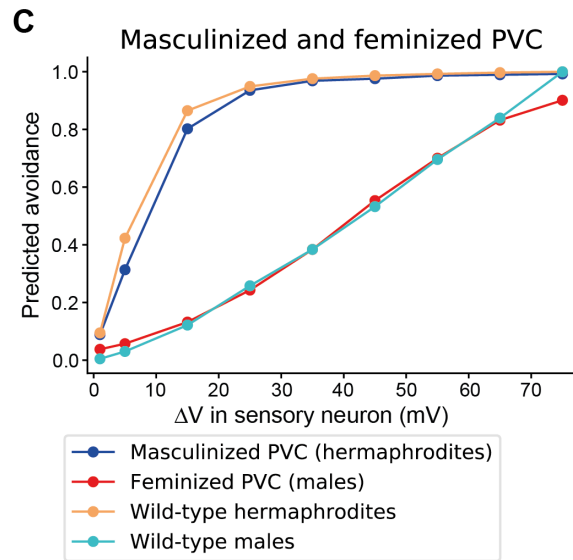 C
Masculinized and feminized PVC
Predicted avoidance
1.0
0.8
0.6
0.4
0.2
0.0
0 10 20 30 40 50 60 70
ΔV in sensory neuron (mV)
Masculinized PVC (hermaphrodites)
Feminized PVC (males)
Wild-type hermaphrodites
Wild-type males